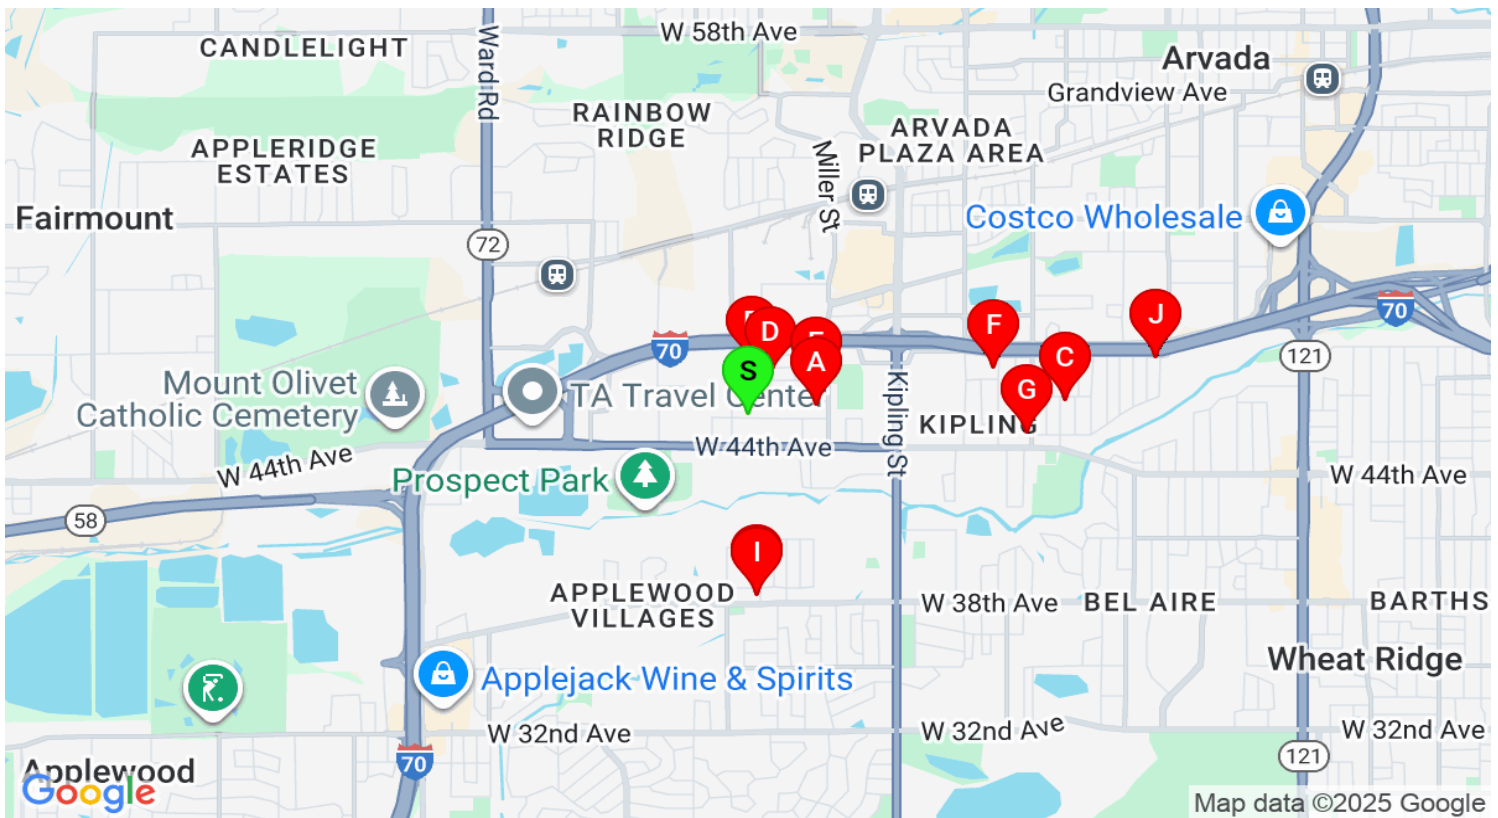 W 58th Ave
CANDLELIGHT
Ward Rd
Arvada
Grandview Ave
RAINBOW
RIDGE
ARVADA
PLAZA AREA
APPLERIDGE
ESTATES
Miller St
Fairmount
Costco Wholesale
72
70
J
F
D
S
A
C
G
I
70
121
Mount Olivet
Catholic Cemetery
TA Travel Center
Kipling St
KIPLING
W 44th Ave
W 44th Ave
W 44th Ave
Prospect Park
58
APPLEWOOD
VILLAGES
W 38th Ave
BEL AIRE
BARTHS
Wheat Ridge
Applejack Wine & Spirits
W 32nd Ave
W 32nd Ave
W 32nd Ave
70
121
Applewood
Google
Map data ©2025 Google